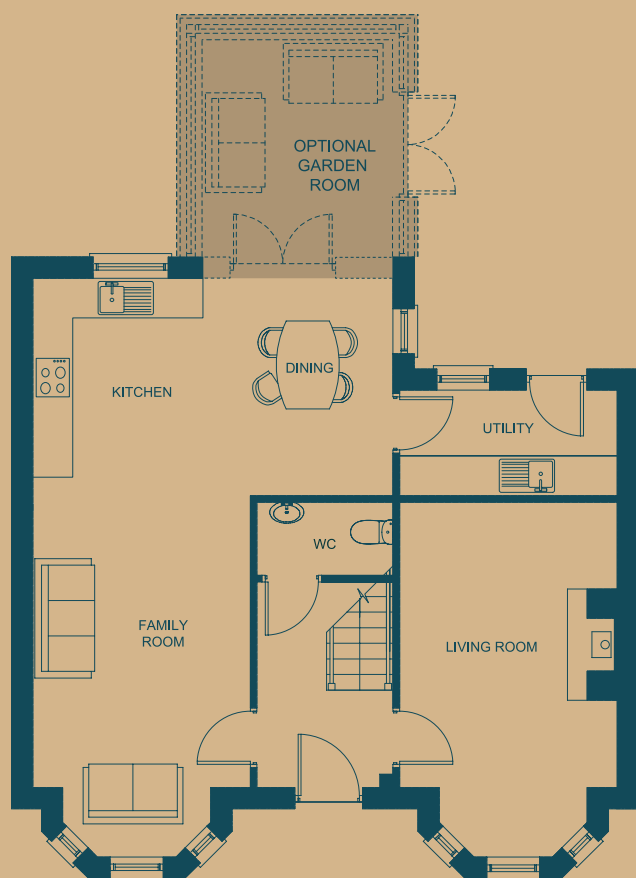 OPTIONAL
GARDEN
ROOM
DINING
KITCHEN
UTILITY
WC
FAMILY
ROOM
LIVING ROOM